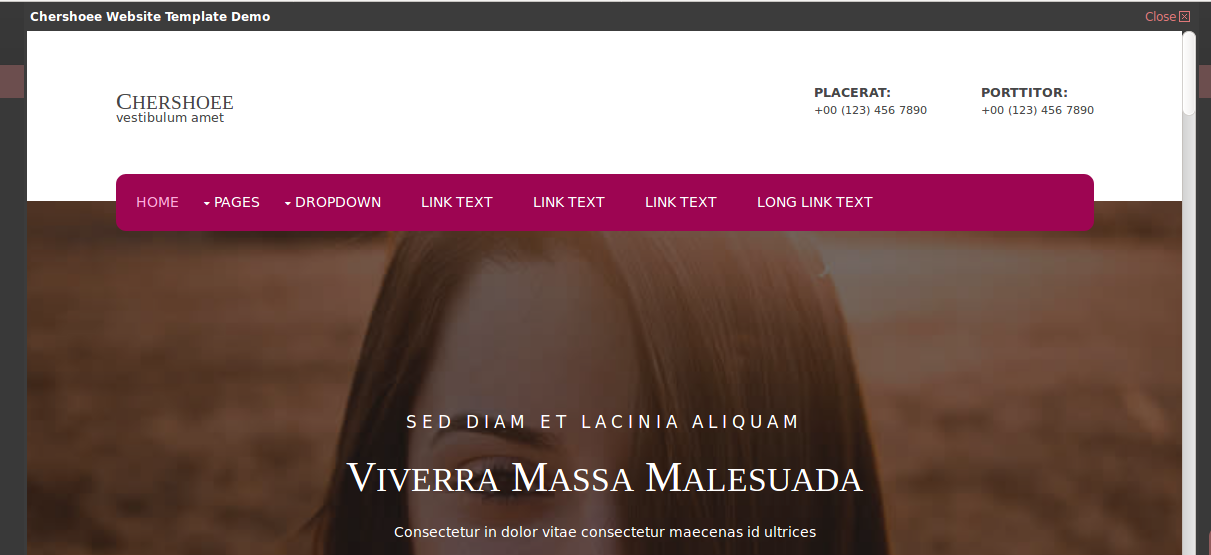 Chershoee Website Template Demo
Close
CHERSHOEE
vestibulum amet
PLACERAT:
+00 (123) 456 7890
PORTTITOR:
+00 (123) 456 7890
HOME PAGES DROPDOWN LINK TEXT LINK TEXT LINK TEXT LONG LINK TEXT
SED DIAM ET LACINIA ALIQUAM
VIVERRA MASSA MALESUADA
Consectetur in dolor vitae consectetur maecenas id ultrices